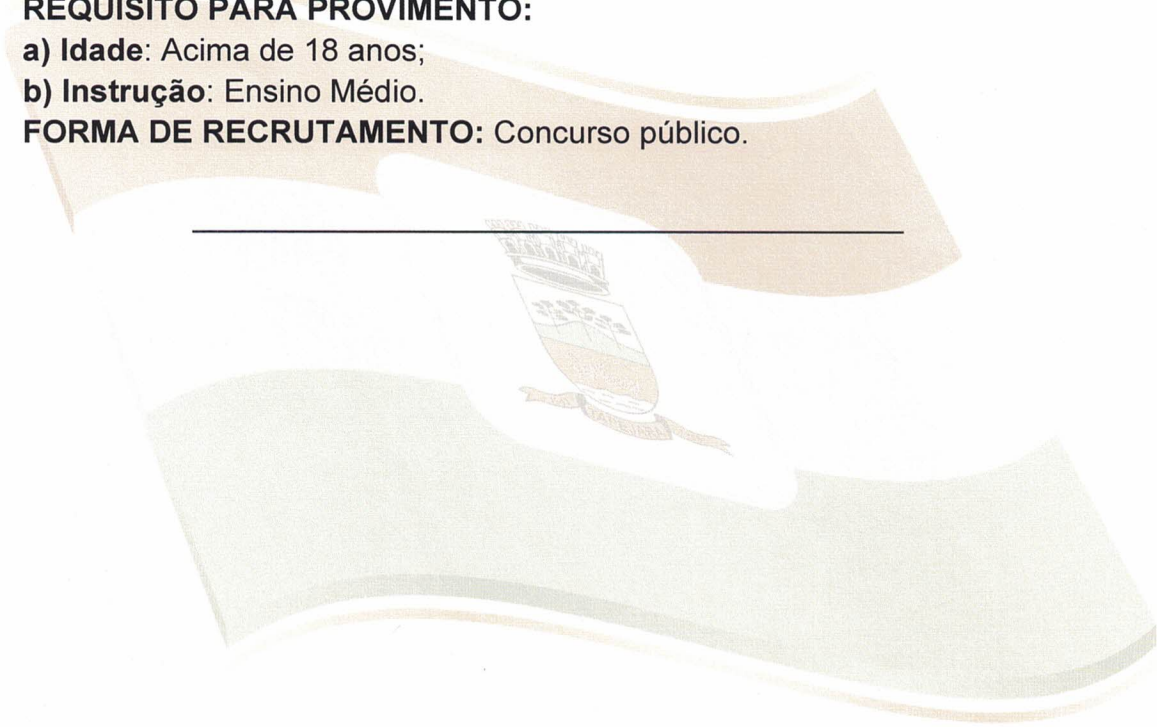 REQUISITO PARA PROVIMENTO:
a) Idade: Acima de 18 anos;
b) Instrução: Ensino Médio.
FORMA DE RECRUTAMENTO: Concurso público.